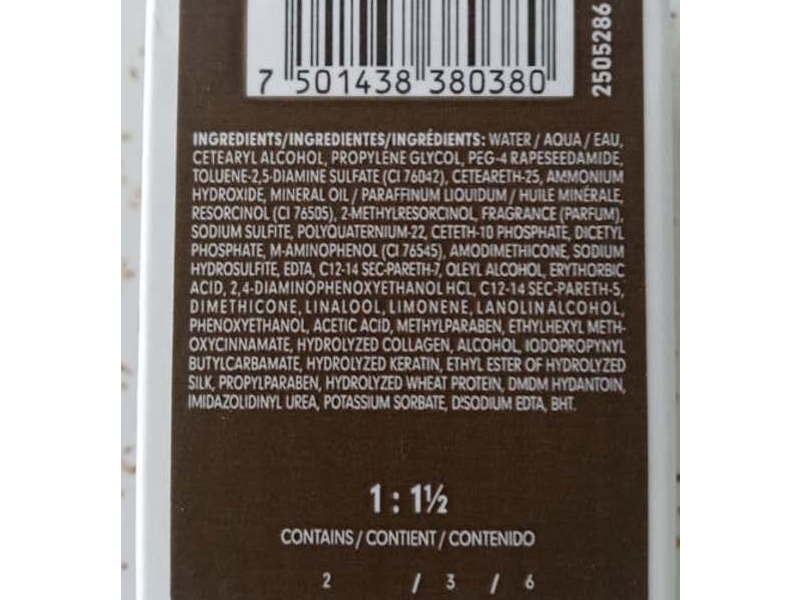 7 501438 380380
2505286
INGREDIENTS/INGREDIENTES/INGRÉDIENTS: WATER / AQUA / EAU,
CETEARYL ALCOHOL, PROPYLENE GLYCOL, PEG-4 RAPESEEDAMIDE,
TOLUENE-2,5-DIAMINE SULFATE (CI 76042), CETEARETH-25, AMMONIUM
HYDROXIDE, MINERAL OIL / PARAFFINUM LIQUIDUM / HUILE MINÉRALE,
RESORCINOL (CI 76505), 2-METHYLRESORCINOL, FRAGRANCE (PARFUM),
SODIUM SULFITE, POLYQUATERNIUM-22, CETETH-10 PHOSPHATE, DICETYL
PHOSPHATE, M-AMINOPHENOL (CI 76545), AMODIMETHICONE, SODIUM
HYDROSULFITE, EDTA, C12-14 SEC-PARETH-7, OLEYL ALCOHOL, ERYTHORBIC
ACID, 2,4-DIAMINOPHENOXYETHANOL HCL, C12-14 SEC-PARETH-5,
DIMETHICONE, LINALOOL, LIMONENE, LANOLIN ALCOHOL,
PHENOXYETHANOL, ACETIC ACID, METHYLPARABEN, ETHYLHEXYL METH-
OXYCINNAMATE, HYDROLYZED COLLAGEN, ALCOHOL, IODOPROPYNYL
BUTYLCARBAMATE, HYDROLYZED KERATIN, ETHYL ESTER OF HYDROLYZED
SILK, PROPYLPARABEN, HYDROLYZED WHEAT PROTEIN, DMDM HYDANTOIN,
IMIDAZOLIDINYL UREA, POTASSIUM SORBATE, D'SODIUM EDTA, BHT.
1 : 1½
CONTAINS / CONTIENT / CONTENIDO
2 / 3 / 6